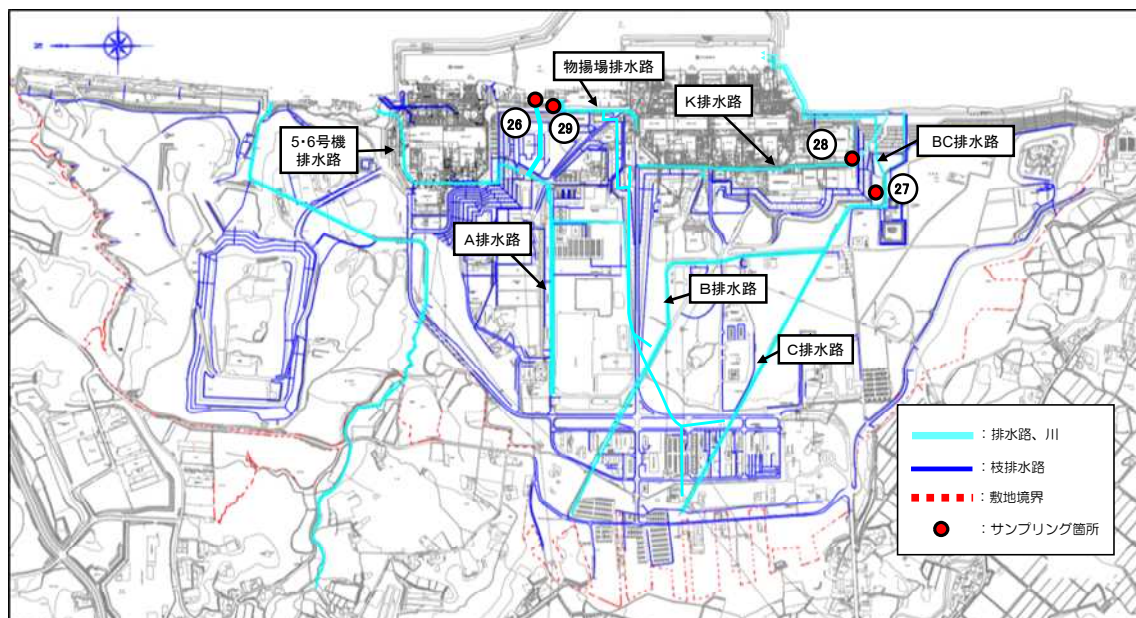 N
物揚場排水路
K排水路
5・6号機
排水路
26
29
28
BC排水路
27
A排水路
B排水路
C排水路
：排水路、川
：枝排水路
：敷地境界
：サンプリング箇所